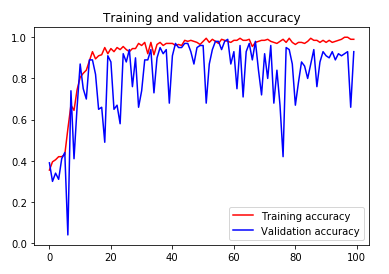 Training and validation accuracy
1.0
0.8
0.6
0.4
0.2
0.0
0 20 40 60 80 100
Training accuracy
Validation accuracy